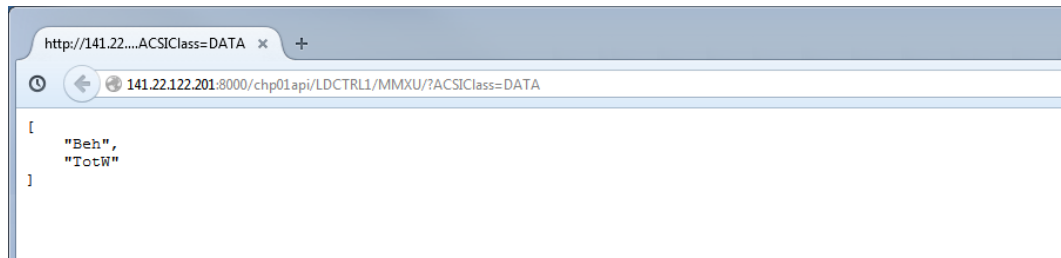 http://141.22....ACSIClass=DATA × +
141.22.122.201:8000/chp01api/LDCTRL1/MMXU/?ACSIClass=DATA
[
"Beh",
"TotW"
]